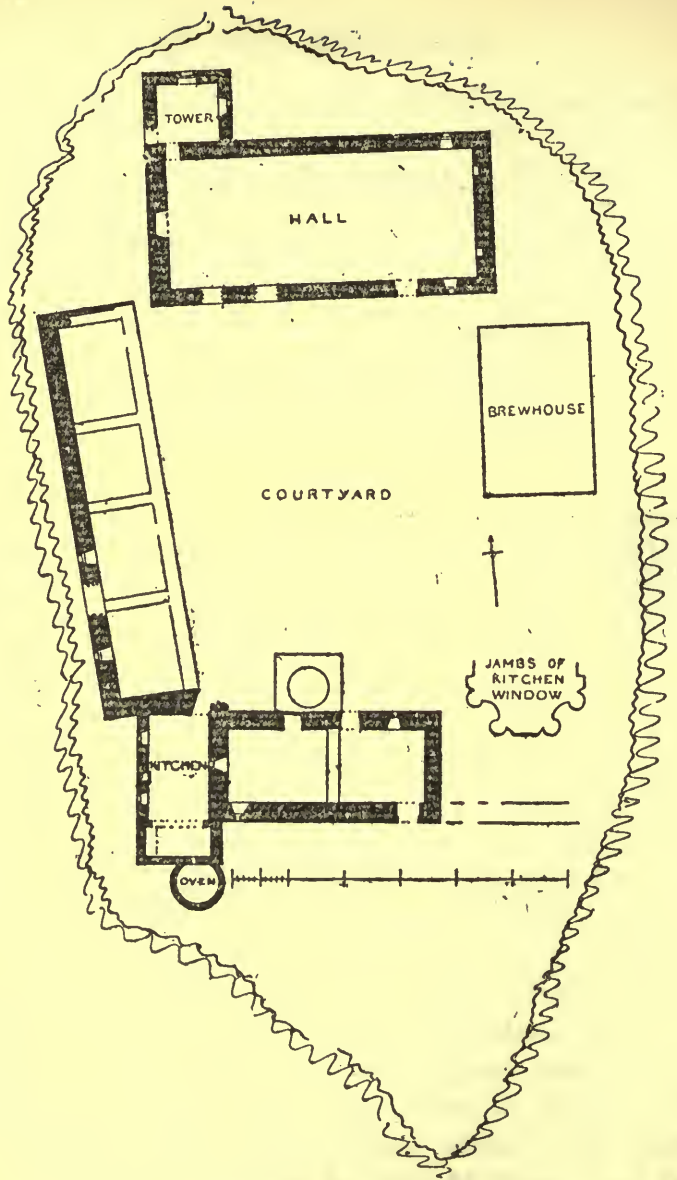 TOWER
HALL
BREWHOUSE
COURTYARD
JAMBS OF
KITCHEN
WINDOW
KITCHEN
OVEN